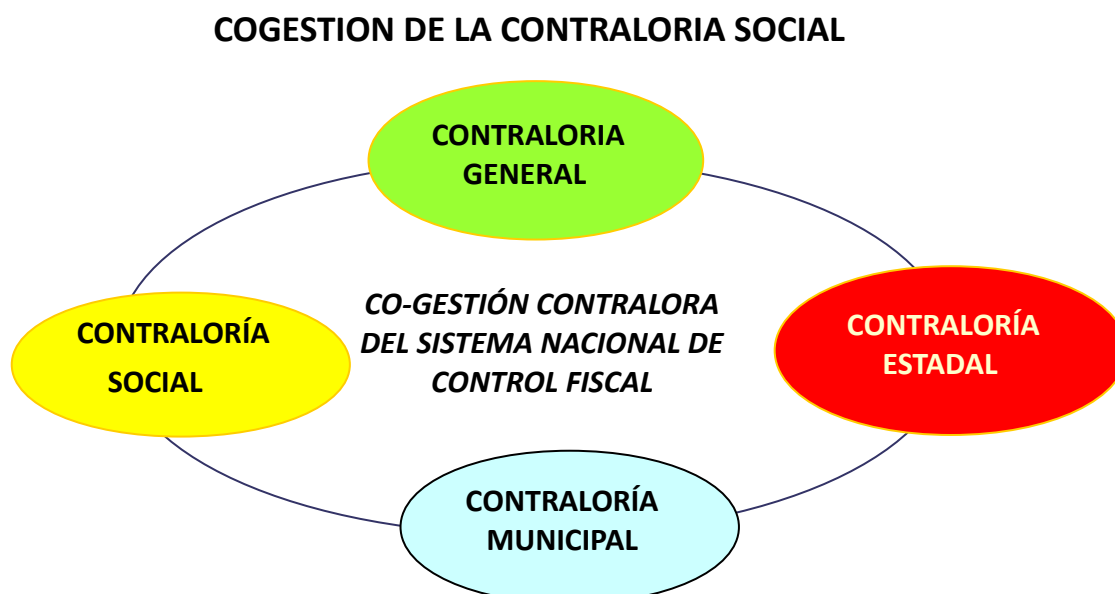 COGESTION DE LA CONTRALORIA SOCIAL
CONTRALORIA
GENERAL
CONTRALORÍA
SOCIAL
CO-GESTIÓN CONTRALORA
DEL SISTEMA NACIONAL DE
CONTROL FISCAL
CONTRALORÍA
ESTADAL
CONTRALORÍA
MUNICIPAL